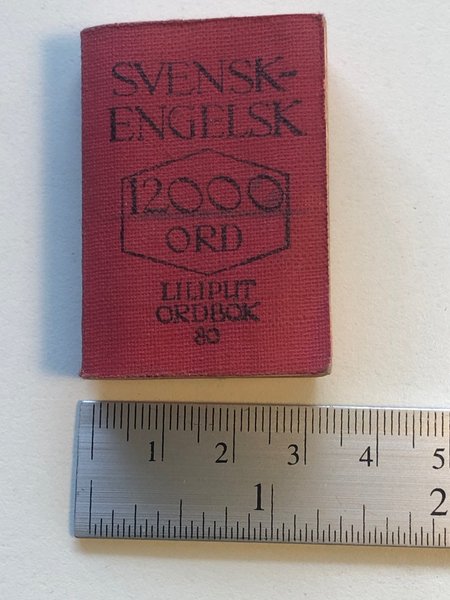 SVENSK-
ENGELSK
12000
ORD
LILIPUT
ORDBOK
80
1 2 3 4 5
1 2